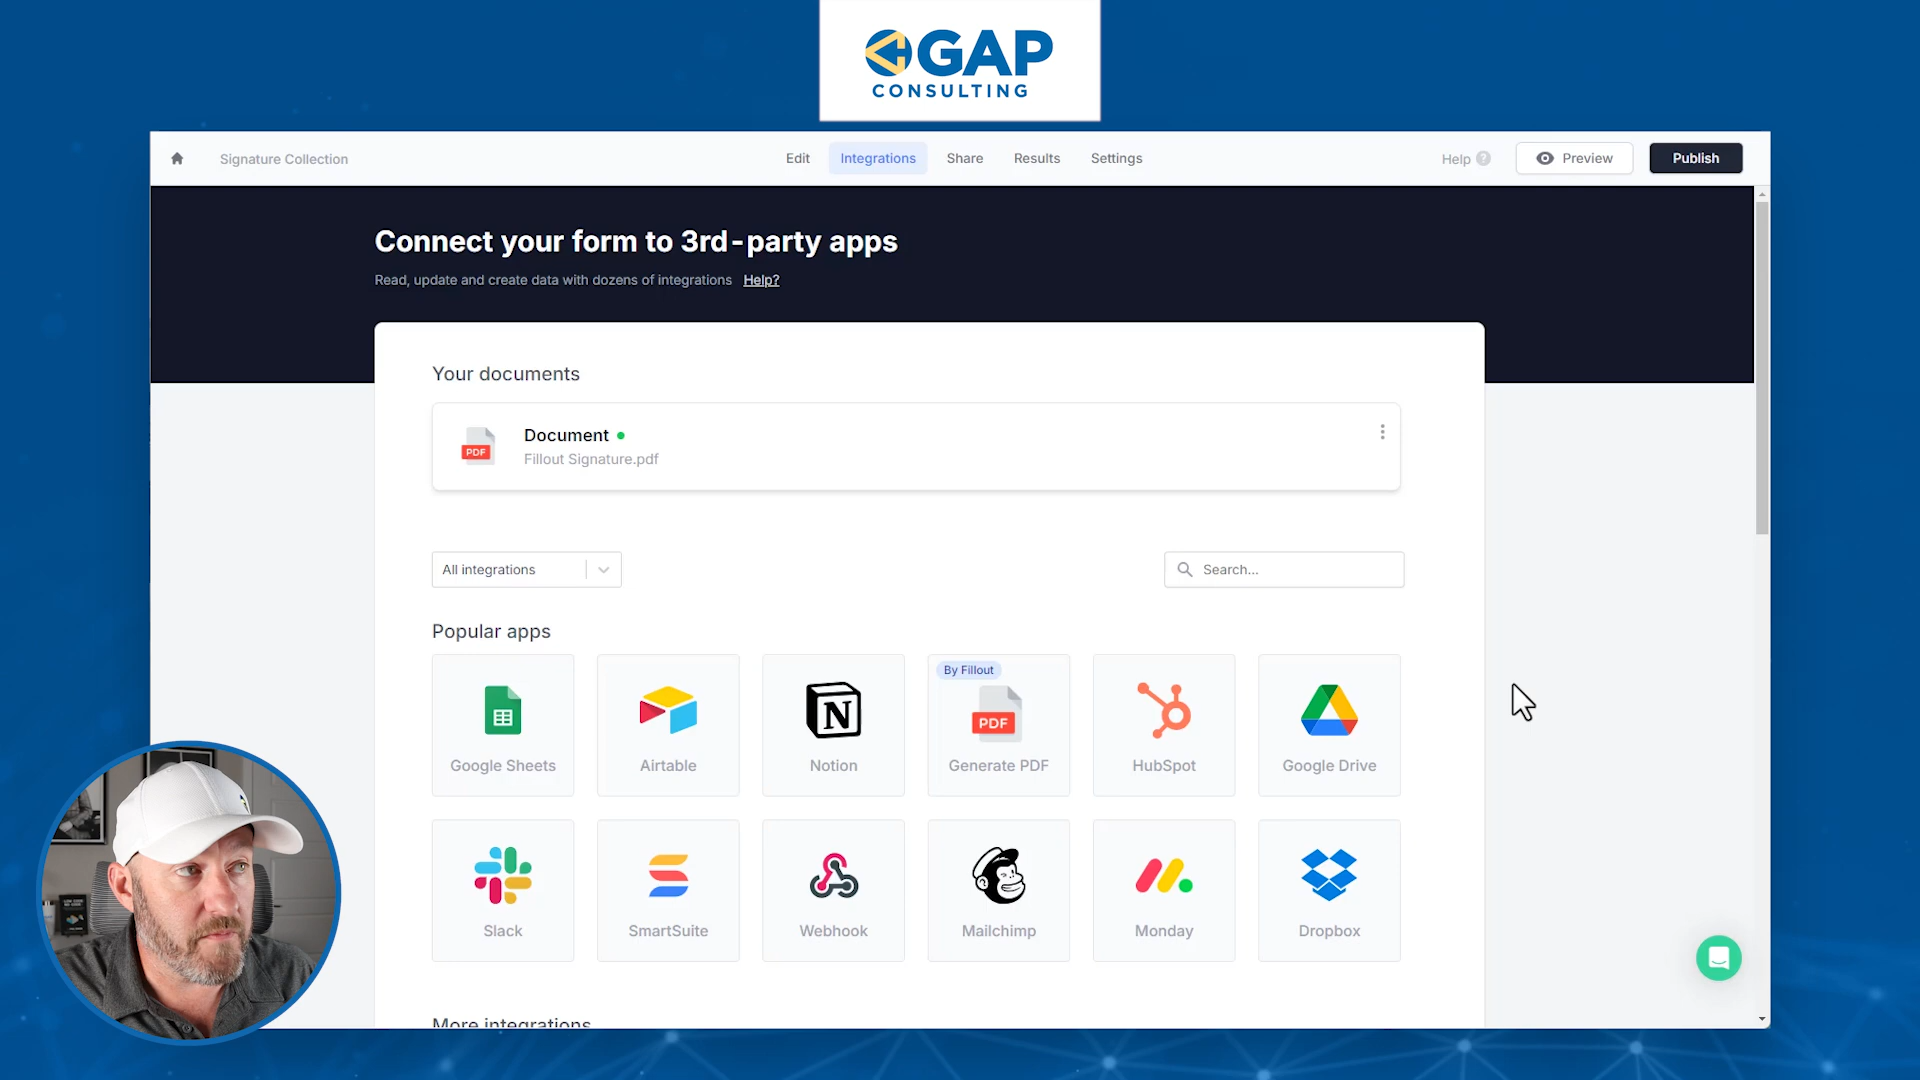 GAP
CONSULTING
Signature Collection
Edit
Integrations
Share
Results
Settings
Help ?
Preview
Publish
Connect your form to 3rd-party apps
Read, update and create data with dozens of integrations Help?
Your documents
PDF
Document
Fillout Signature.pdf
All integrations
Search...
Popular apps
Google Sheets
Airtable
N
Notion
By Fillout
PDF
Generate PDF
HubSpot
Google Drive
Slack
SmartSuite
Webhook
Mailchimp
Monday
Dropbox
More integrations